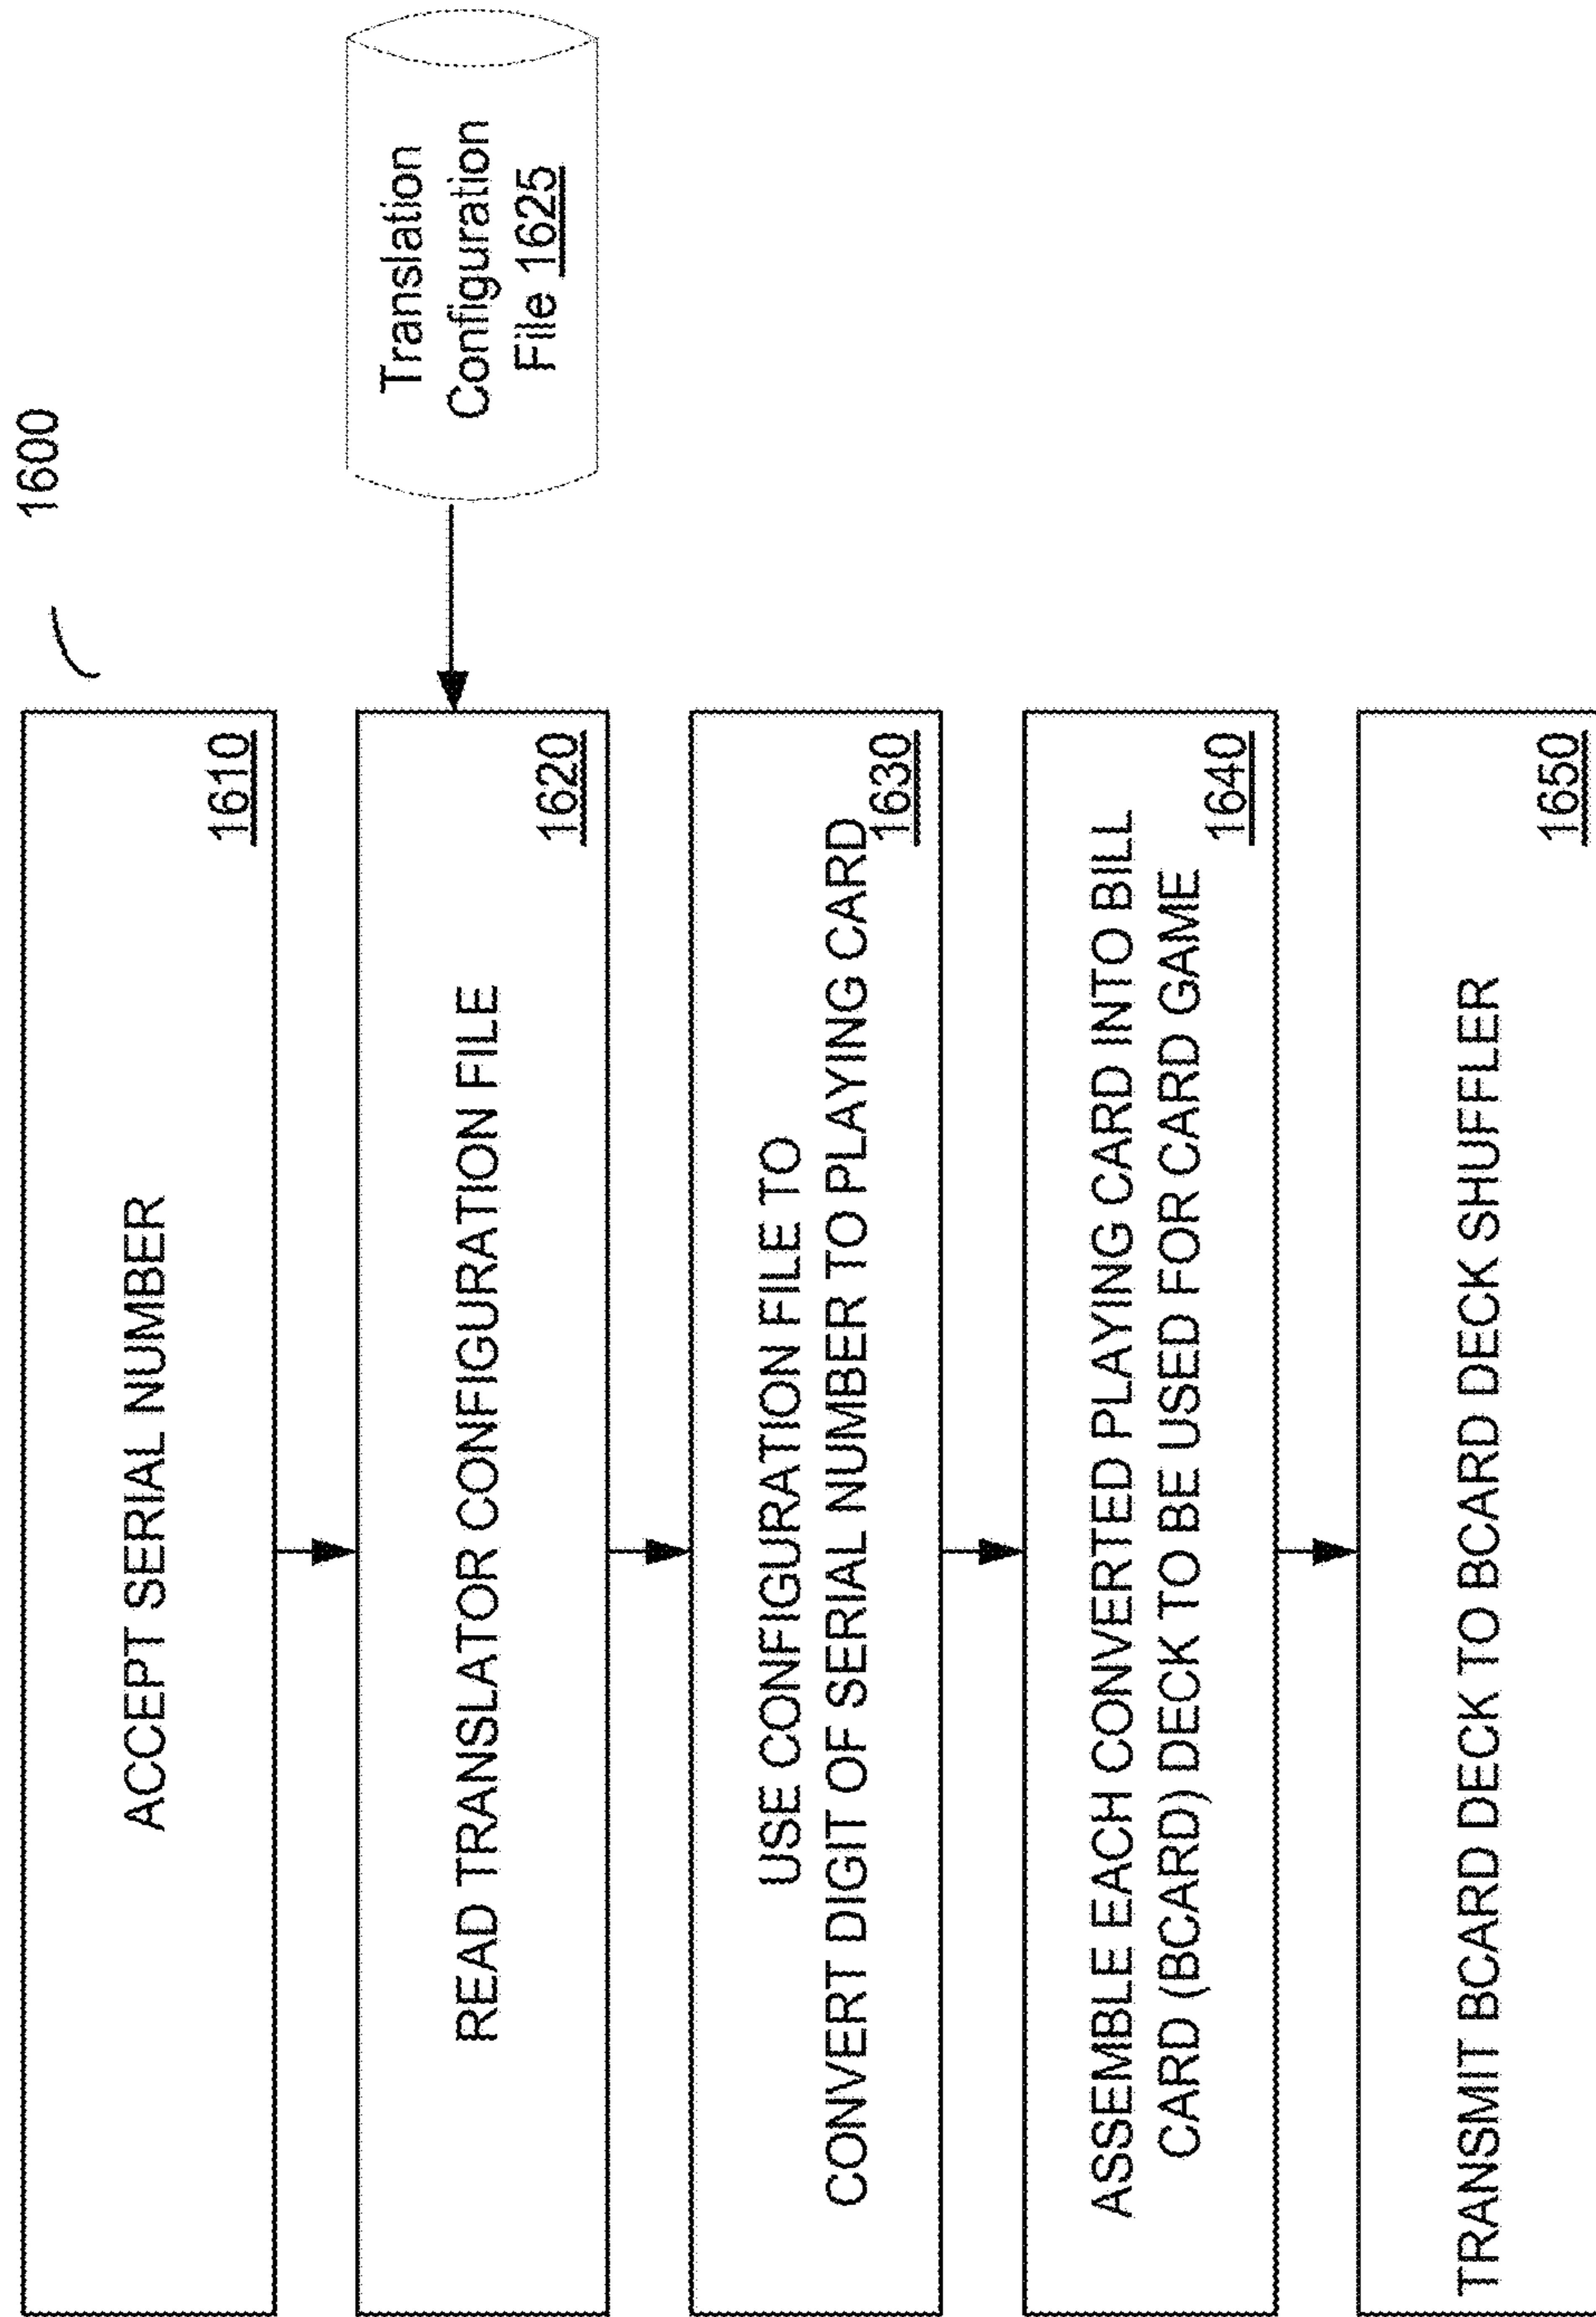 1600
ACCEPT SERIAL NUMBER
1610
READ TRANSLATOR CONFIGURATION FILE
1620
Translation
Configuration
File 1625
USE CONFIGURATION FILE TO
CONVERT DIGIT OF SERIAL NUMBER TO PLAYING CARD
1630
ASSEMBLE EACH CONVERTED PLAYING CARD INTO BILL
CARD (BCARD) DECK TO BE USED FOR CARD GAME
1640
TRANSMIT BCARD DECK TO BCARD DECK SHUFFLER
1650